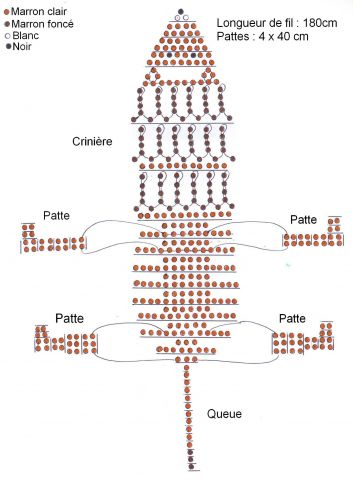 Marron clair
Marron foncé
Blanc
Noir
Longueur de fil : 180cm
Pattes : 4 x 40 cm
Crinière
Patte
Patte
Patte
Patte
Queue